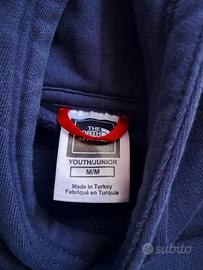 THE
NORTH
FACE
YOUTH/JUNIOR
M/M
Made in Turkey
Fabriqué en Turquie
subito